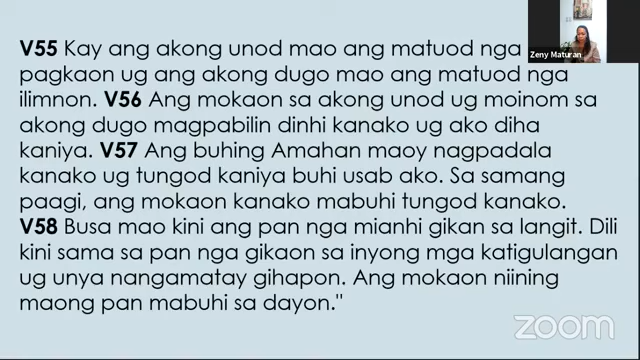 V55 Kay ang akong unod mao ang matuod nga
pagkaon ug ang akong dugo mao ang matuod nga
ilimnon. V56 Ang mokaon sa akong unod ug moinom sa
akong dugo magpabilin dinhi kanako ug ako diha
kaniya. V57 Ang buhing Amahan maoy nagpadala
kanako ug tungod kaniya buhi usab ako. Sa samang
paagi, ang mokaon kanako mabuhi tungod kanako.
V58 Busa mao kini ang pan nga mianhi gikan sa langit. Dili
kini sama sa pan nga gikaon sa inyong mga katigulangan
ug unya nangamatay gihapon. Ang mokaon niining
maong pan mabuhi sa dayon."
Zeny Maturan
zoom